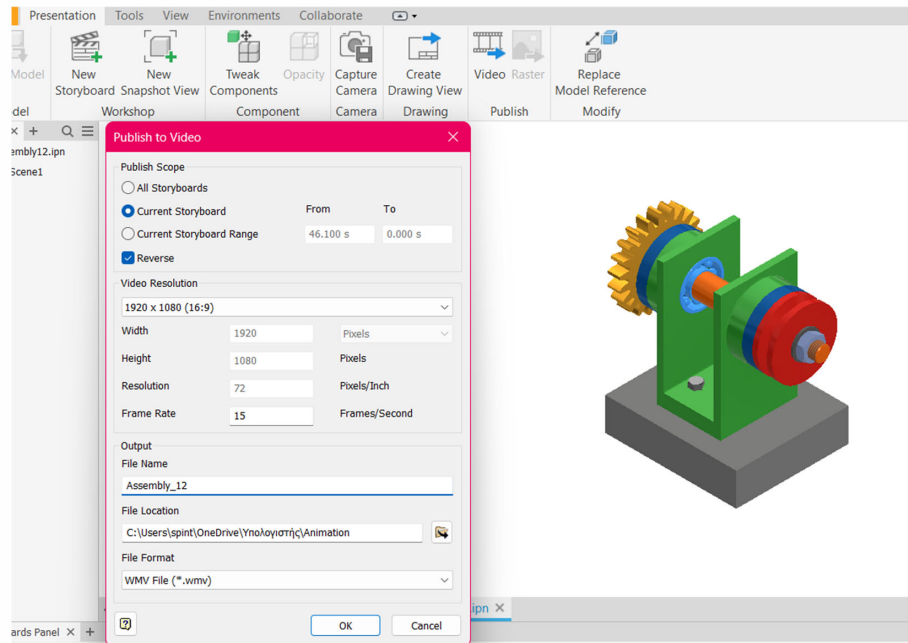 Presentation Tools View Environments Collaborate
Model New New Tweak Opacity Capture Create Video Raster Replace
Storyboard Snapshot View Components Camera Drawing View Model Reference
del Workshop Component Camera Drawing Publish Modify
embly12.ipn
Scene1
Publish to Video
Publish Scope
All Storyboards
Current Storyboard From To
Current Storyboard Range 46.100 s 0.000 s
Reverse
Video Resolution
1920 x 1080 (16:9)
Width 1920 Pixels
Height 1080 Pixels
Resolution 72 Pixels/Inch
Frame Rate 15 Frames/Second
Output
File Name
Assembly_12
File Location
C:\Users\spint\OneDrive\Υπολογιστής\Animation
File Format
WMV File (*.wmv)
.ipn
OK Cancel
ards Panel